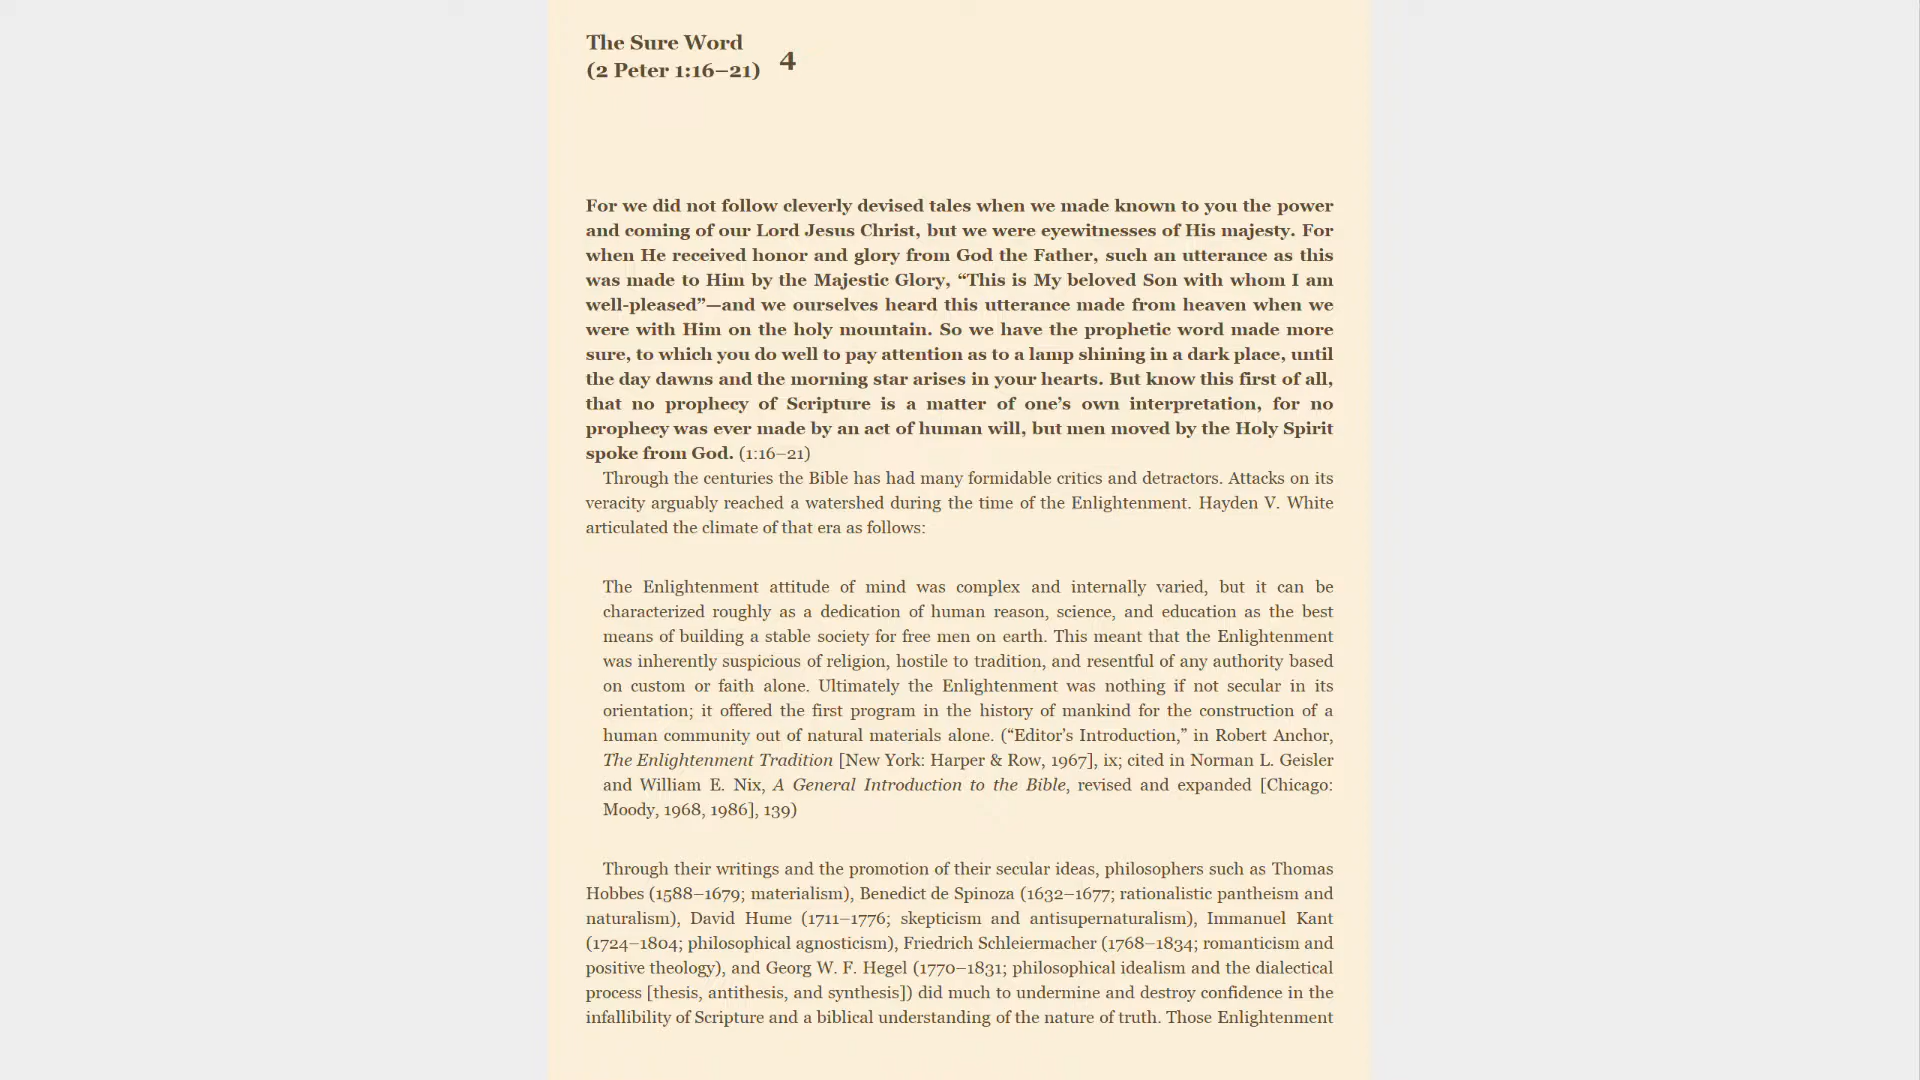 The Sure Word
(2 Peter 1:16–21) 4
For we did not follow cleverly devised tales when we made known to you the power
and coming of our Lord Jesus Christ, but we were eyewitnesses of His majesty. For
when He received honor and glory from God the Father, such an utterance as this
was made to Him by the Majestic Glory, “This is My beloved Son with whom I am
well-pleased”—and we ourselves heard this utterance made from heaven when we
were with Him on the holy mountain. So we have the prophetic word made more
sure, to which you do well to pay attention as to a lamp shining in a dark place, until
the day dawns and the morning star arises in your hearts. But know this first of all,
that no prophecy of Scripture is a matter of one’s own interpretation, for no
prophecy was ever made by an act of human will, but men moved by the Holy Spirit
spoke from God. (1:16–21)
Through the centuries the Bible has had many formidable critics and detractors. Attacks on its
veracity arguably reached a watershed during the time of the Enlightenment. Hayden V. White
articulated the climate of that era as follows:
The Enlightenment attitude of mind was complex and internally varied, but it can be
characterized roughly as a dedication of human reason, science, and education as the best
means of building a stable society for free men on earth. This meant that the Enlightenment
was inherently suspicious of religion, hostile to tradition, and resentful of any authority based
on custom or faith alone. Ultimately the Enlightenment was nothing if not secular in its
orientation; it offered the first program in the history of mankind for the construction of a
human community out of natural materials alone. (“Editor’s Introduction,” in Robert Anchor,
The Enlightenment Tradition [New York: Harper & Row, 1967], ix; cited in Norman L. Geisler
and William E. Nix, A General Introduction to the Bible, revised and expanded [Chicago:
Moody, 1968, 1986], 139)
Through their writings and the promotion of their secular ideas, philosophers such as Thomas
Hobbes (1588–1679; materialism), Benedict de Spinoza (1632–1677; rationalistic pantheism and
naturalism), David Hume (1711–1776; skepticism and antisupernaturalism), Immanuel Kant
(1724–1804; philosophical agnosticism), Friedrich Schleiermacher (1768–1834; romanticism and
positive theology), and Georg W. F. Hegel (1770–1831; philosophical idealism and the dialectical
process [thesis, antithesis, and synthesis]) did much to undermine and destroy confidence in the
infallibility of Scripture and a biblical understanding of the nature of truth. Those Enlightenment